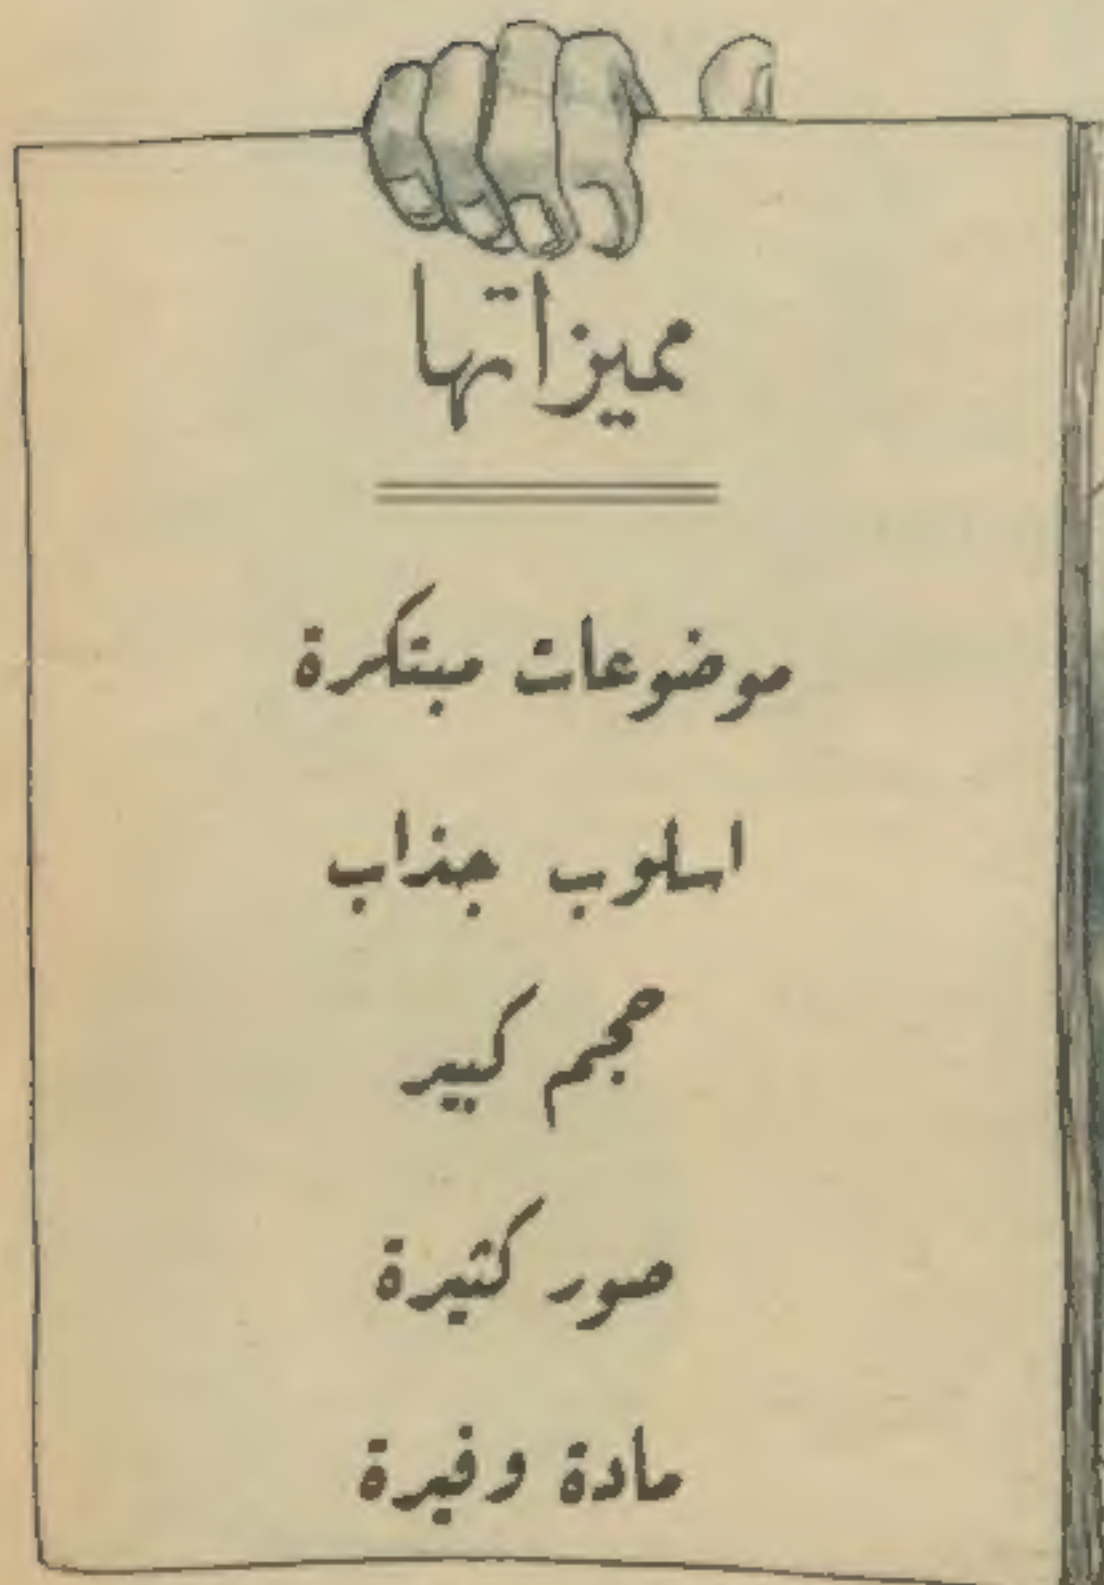 مميزاتها
موضوعات مبتكرة
اسلوب جذاب
حجم كبير
صور كثيرة
مادة وفيرة